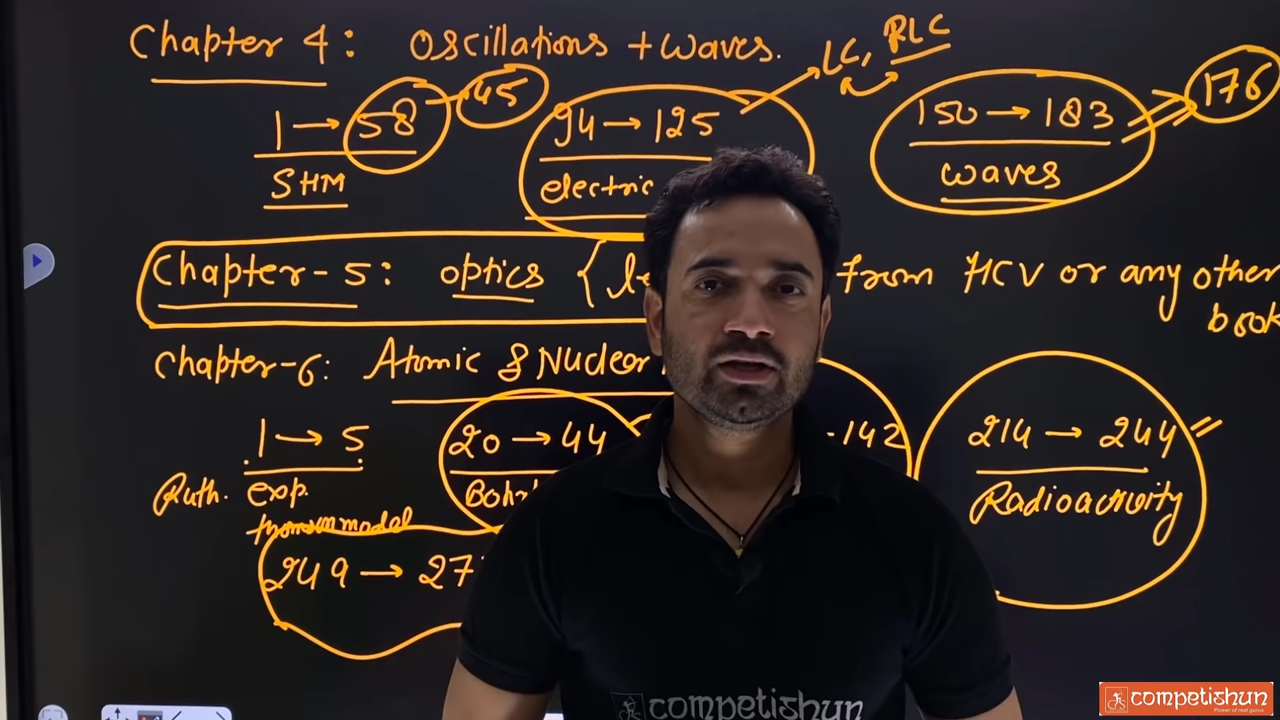 Chapter 4: Oscillations + Waves.
LC, RLC
1 → 58 → 45
SHM
94 → 125
electric
150 → 183
waves
176
Chapter-5: optics {
from HCV or any other
book
Chapter-6: Atomic & Nuclear
1 → 5
Ruth. exp.
20 → 44
142
214 → 244
Radioactivity
249 → 27
competishun
competishun